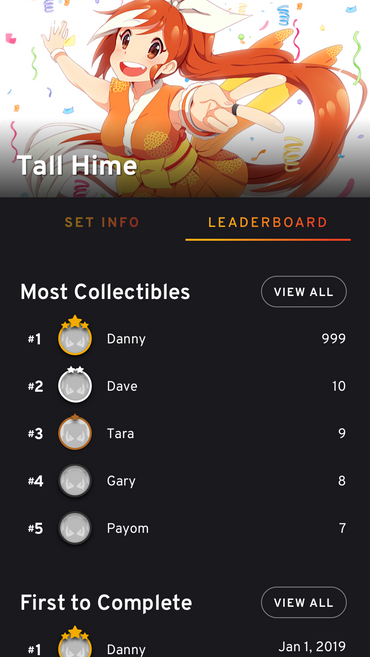 Tall Hime
SET INFO LEADERBOARD
Most Collectibles VIEW ALL
#1 Danny 999
#2 Dave 10
#3 Tara 9
#4 Gary 8
#5 Payom 7
First to Complete VIEW ALL
#1 Danny Jan 1, 2019